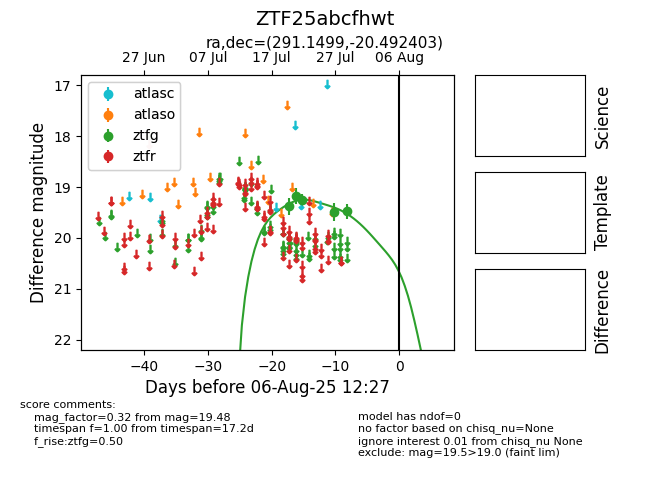 ZTF25abcfhwt
ra,dec=(291.1499,-20.492403)
27 Jun 07 Jul 17 Jul 27 Jul 06 Aug
atlasc
atlaso
ztfg
ztfr
17
18
19
20
21
22
Difference magnitude
−40 −30 −20 −10 0
Days before 06-Aug-25 12:27
Science
Template
Difference
score comments:
mag_factor=0.32 from mag=19.48
timespan f=1.00 from timespan=17.2d
f_rise:ztfg=0.50
model has ndof=0
no factor based on chisq_nu=None
ignore interest 0.01 from chisq_nu None
exclude: mag=19.5>19.0 (faint lim)